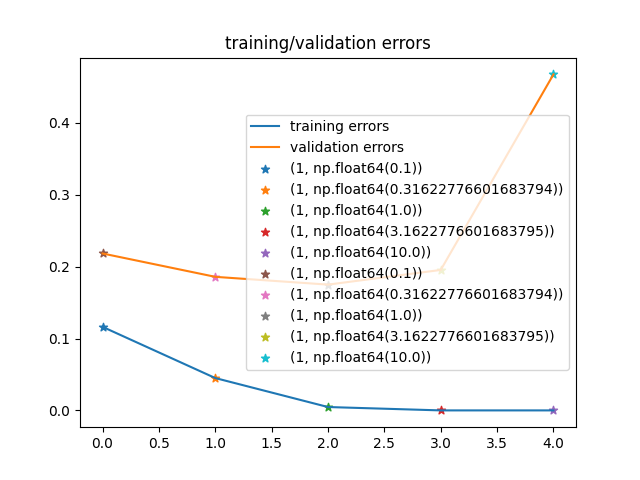 training/validation errors
0.4
0.3
0.2
0.1
0.0
training errors
validation errors
(1, np.float64(0.1))
(1, np.float64(0.31622776601683794))
(1, np.float64(1.0))
(1, np.float64(3.1622776601683795))
(1, np.float64(10.0))
(1, np.float64(0.1))
(1, np.float64(0.31622776601683794))
(1, np.float64(1.0))
(1, np.float64(3.1622776601683795))
(1, np.float64(10.0))
0.0 0.5 1.0 1.5 2.0 2.5 3.0 3.5 4.0